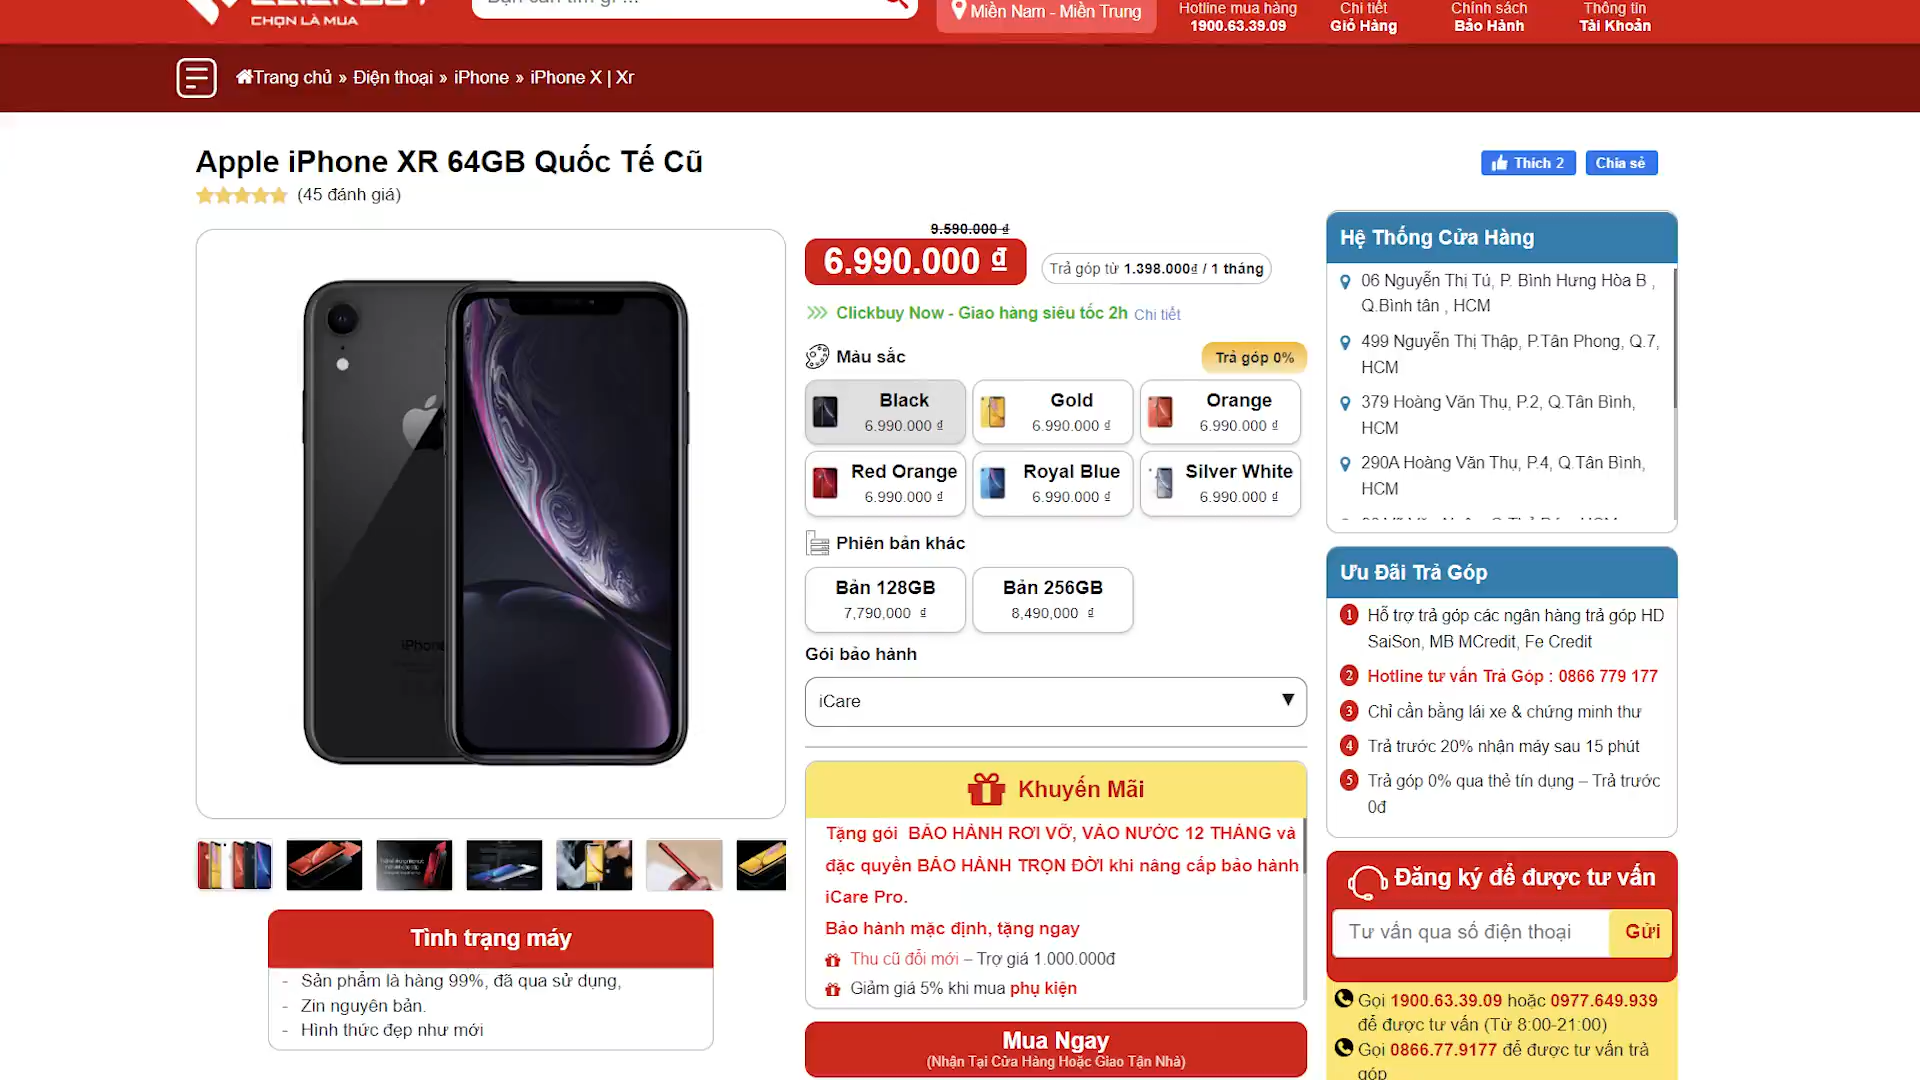 CHỌN LÀ MUA
Miền Nam - Miền Trung
Hotline mua hàng
1900.63.39.09
Chi tiết
Giỏ Hàng
Chính sách
Bảo Hành
Thông tin
Tài Khoản
Trang chủ » Điện thoại » iPhone » iPhone X | Xr
Apple iPhone XR 64GB Quốc Tế Cũ
(45 đánh giá)
Thích 2
Chia sẻ
9.590.000 ₫
6.990.000 ₫
Trả góp từ 1.398.000₫ / 1 tháng
Clickbuy Now - Giao hàng siêu tốc 2h Chi tiết
Màu sắc
Trả góp 0%
Black
6.990.000 ₫
Gold
6.990.000 ₫
Orange
6.990.000 ₫
Red Orange
6.990.000 ₫
Royal Blue
6.990.000 ₫
Silver White
6.990.000 ₫
Phiên bản khác
Bản 128GB
7,790,000 ₫
Bản 256GB
8,490,000 ₫
Gói bảo hành
iCare
Khuyến Mãi
Tặng gói BẢO HÀNH RƠI VỠ, VÀO NƯỚC 12 THÁNG và
đặc quyền BẢO HÀNH TRỌN ĐỜI khi nâng cấp bảo hành
iCare Pro.
Bảo hành mặc định, tặng ngay
Thu cũ đổi mới – Trợ giá 1.000.000đ
Giảm giá 5% khi mua phụ kiện
Mua Ngay
(Nhận Tại Cửa Hàng Hoặc Giao Tận Nhà)
Tình trạng máy
- Sản phẩm là hàng 99%, đã qua sử dụng,
- Zin nguyên bản.
- Hình thức đẹp như mới
Hệ Thống Cửa Hàng
06 Nguyễn Thị Tú, P. Bình Hưng Hòa B ,
Q.Bình tân , HCM
499 Nguyễn Thị Thập, P.Tân Phong, Q.7,
HCM
379 Hoàng Văn Thụ, P.2, Q.Tân Bình,
HCM
290A Hoàng Văn Thụ, P.4, Q.Tân Bình,
HCM
Ưu Đãi Trả Góp
1 Hỗ trợ trả góp các ngân hàng trả góp HD
SaiSon, MB MCredit, Fe Credit
2 Hotline tư vấn Trả Góp : 0866 779 177
3 Chỉ cần bằng lái xe & chứng minh thư
4 Trả trước 20% nhận máy sau 15 phút
5 Trả góp 0% qua thẻ tín dụng – Trả trước
0đ
Đăng ký để được tư vấn
Tư vấn qua số điện thoại
Gửi
Gọi 1900.63.39.09 hoặc 0977.649.939
để được tư vấn (Từ 8:00-21:00)
Gọi 0866.77.9177 để được tư vấn trả
góp